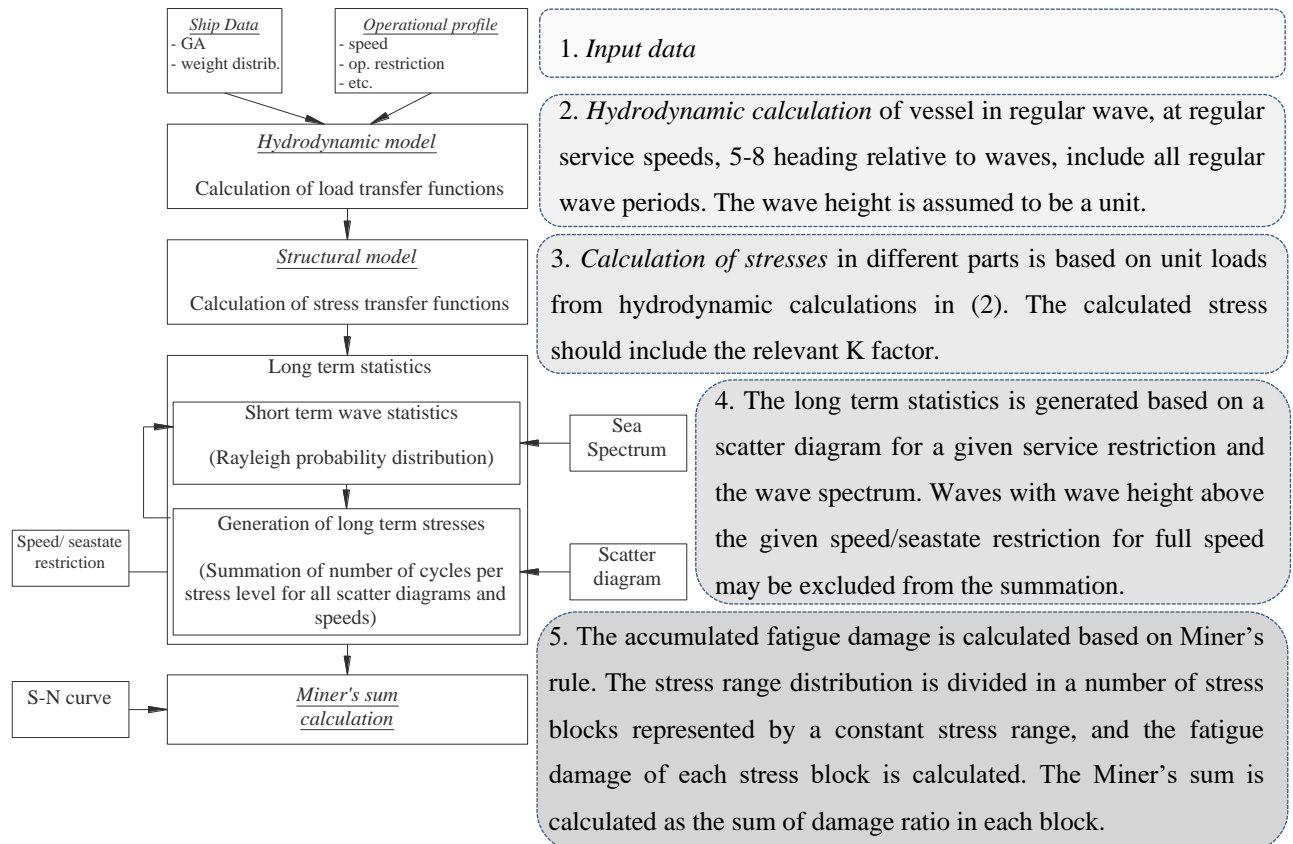 Ship Data
- GA
- weight distrib.
Operational profile
- speed
- op. restriction
- etc.
1. Input data
Hydrodynamic model
Calculation of load transfer functions
2. Hydrodynamic calculation of vessel in regular wave, at regular
service speeds, 5-8 heading relative to waves, include all regular
wave periods. The wave height is assumed to be a unit.
Structural model
Calculation of stress transfer functions
3. Calculation of stresses in different parts is based on unit loads
from hydrodynamic calculations in (2). The calculated stress
should include the relevant K factor.
Long term statistics
Short term wave statistics
(Rayleigh probability distribution)
Sea
Spectrum
Generation of long term stresses
(Summation of number of cycles per
stress level for all scatter diagrams and
speeds)
Speed/ seastate
restriction
Scatter
diagram
4. The long term statistics is generated based on a
scatter diagram for a given service restriction and
the wave spectrum. Waves with wave height above
the given speed/seastate restriction for full speed
may be excluded from the summation.
S-N curve
Miner's sum
calculation
5. The accumulated fatigue damage is calculated based on Miner’s
rule. The stress range distribution is divided in a number of stress
blocks represented by a constant stress range, and the fatigue
damage of each stress block is calculated. The Miner’s sum is
calculated as the sum of damage ratio in each block.